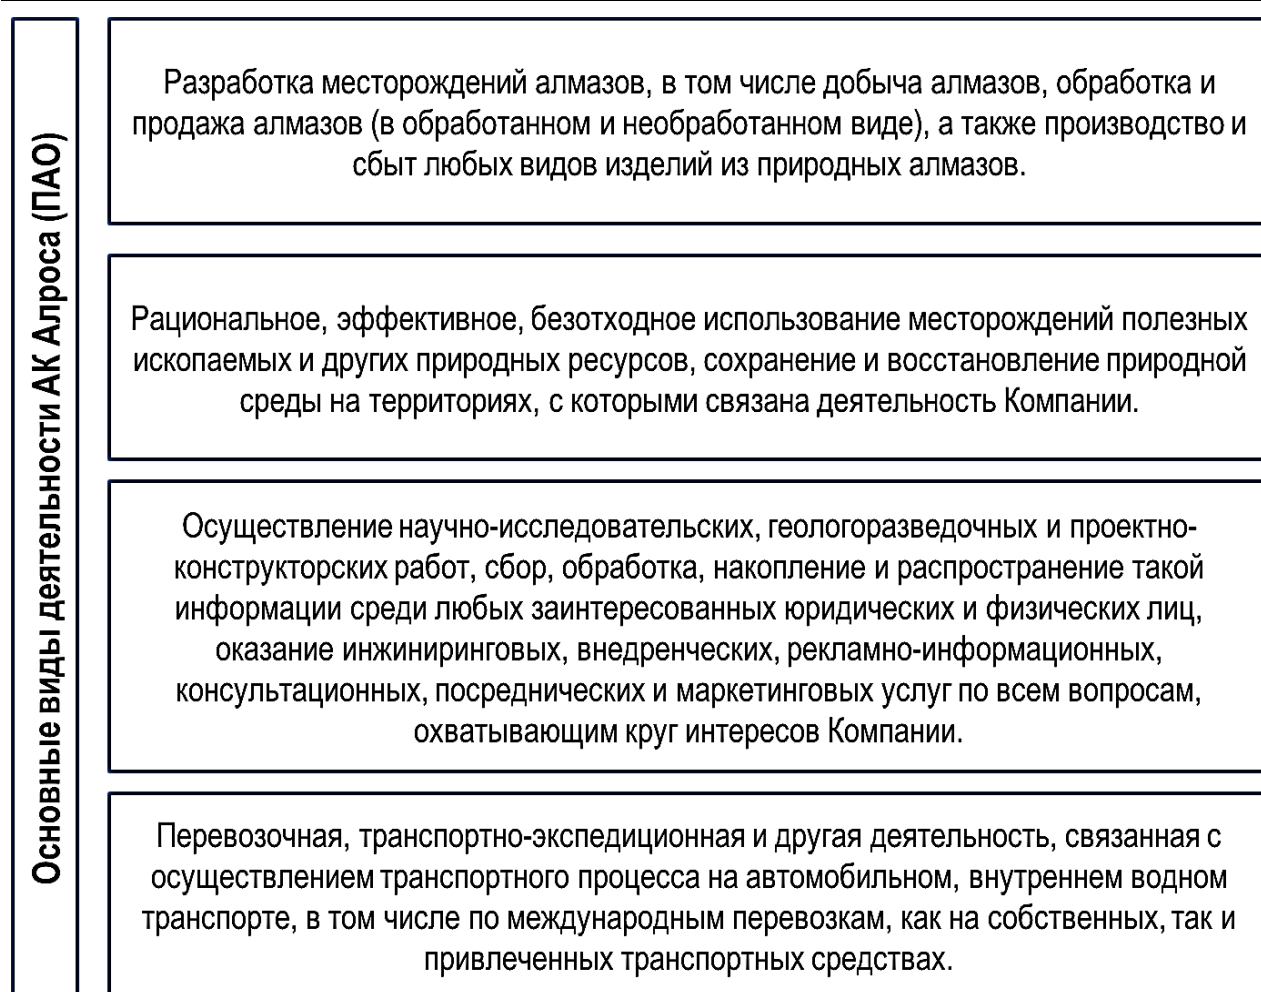 Основные виды деятельности АК Алроса (ПАО)
Разработка месторождений алмазов, в том числе добыча алмазов, обработка и
продажа алмазов (в обработанном и необработанном виде), а также производство и
сбыт любых видов изделий из природных алмазов.
Рациональное, эффективное, безотходное использование месторождений полезных
ископаемых и других природных ресурсов, сохранение и восстановление природной
среды на территориях, с которыми связана деятельность Компании.
Осуществление научно-исследовательских, геологоразведочных и проектно-
конструкторских работ, сбор, обработка, накопление и распространение такой
информации среди любых заинтересованных юридических и физических лиц,
оказание инжиниринговых, внедренческих, рекламно-информационных,
консультационных, посреднических и маркетинговых услуг по всем вопросам,
охватывающим круг интересов Компании.
Перевозочная, транспортно-экспедиционная и другая деятельность, связанная с
осуществлением транспортного процесса на автомобильном, внутреннем водном
транспорте, в том числе по международным перевозкам, как на собственных, так и
привлеченных транспортных средствах.